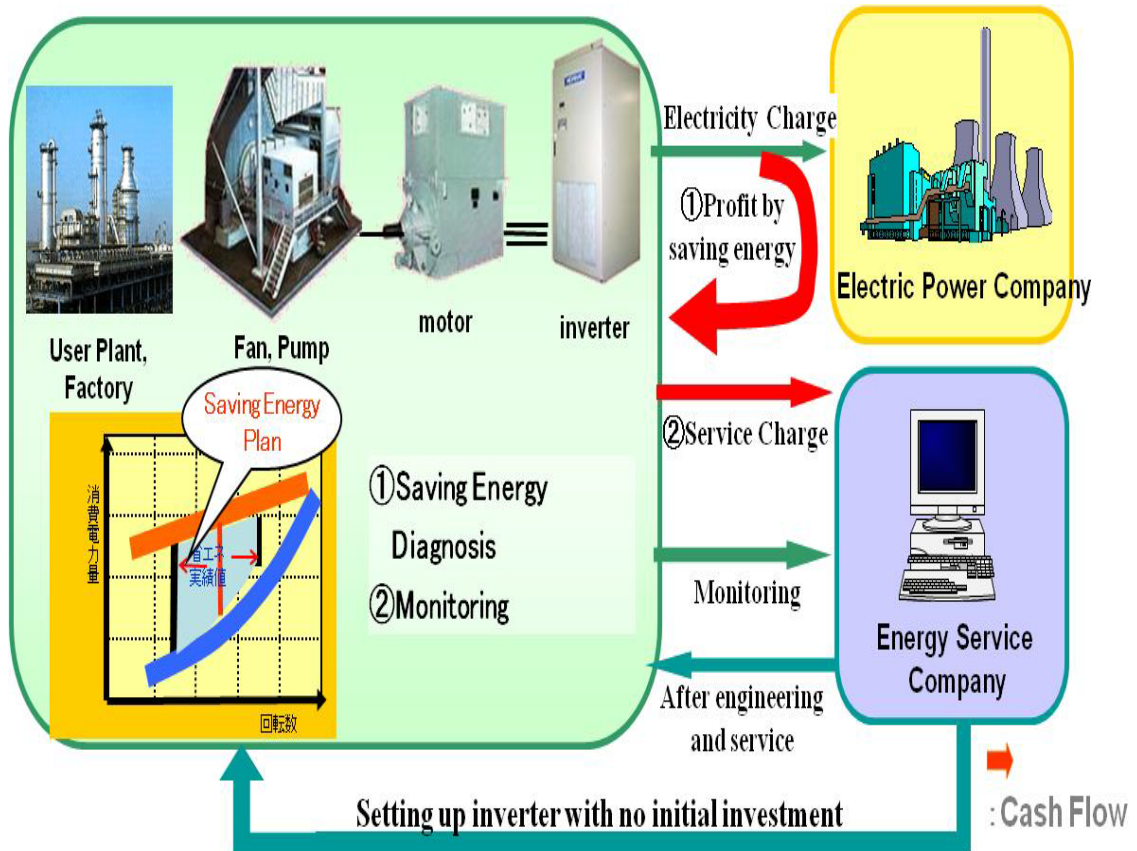 Electricity Charge
①Profit by
saving energy
Electric Power Company
motor
inverter
Fan, Pump
User Plant,
Factory
Saving Energy
Plan
消費電力量
省エネ
実績値
回転数
①Saving Energy
Diagnosis
②Monitoring
②Service Charge
Monitoring
Energy Service
Company
After engineering
and service
Setting up inverter with no initial investment
:Cash Flow